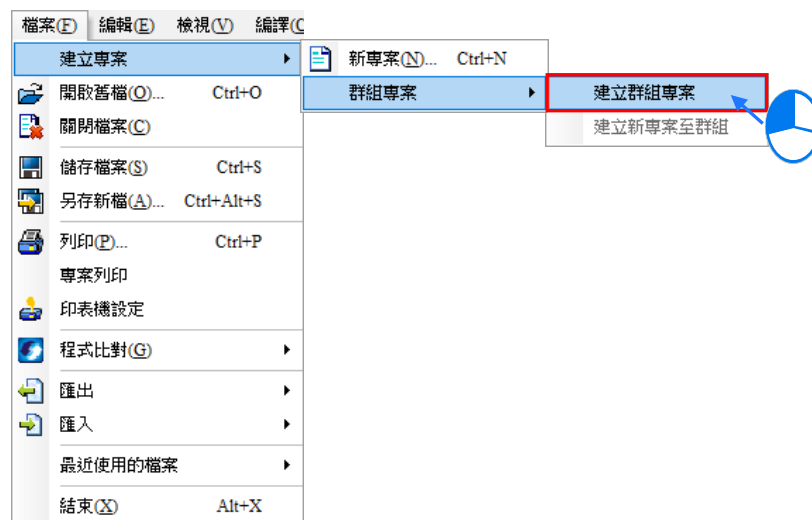 檔案(F) 編輯(E) 檢視(V) 編譯(C
建立專案
新專案(N)... Ctrl+N
開啟舊檔(O)... Ctrl+O
群組專案
建立群組專案
關閉檔案(C)
建立新專案至群組
儲存檔案(S) Ctrl+S
另存新檔(A)... Ctrl+Alt+S
列印(P)... Ctrl+P
專案列印
印表機設定
程式比對(G)
匯出
匯入
最近使用的檔案
結束(X) Alt+X